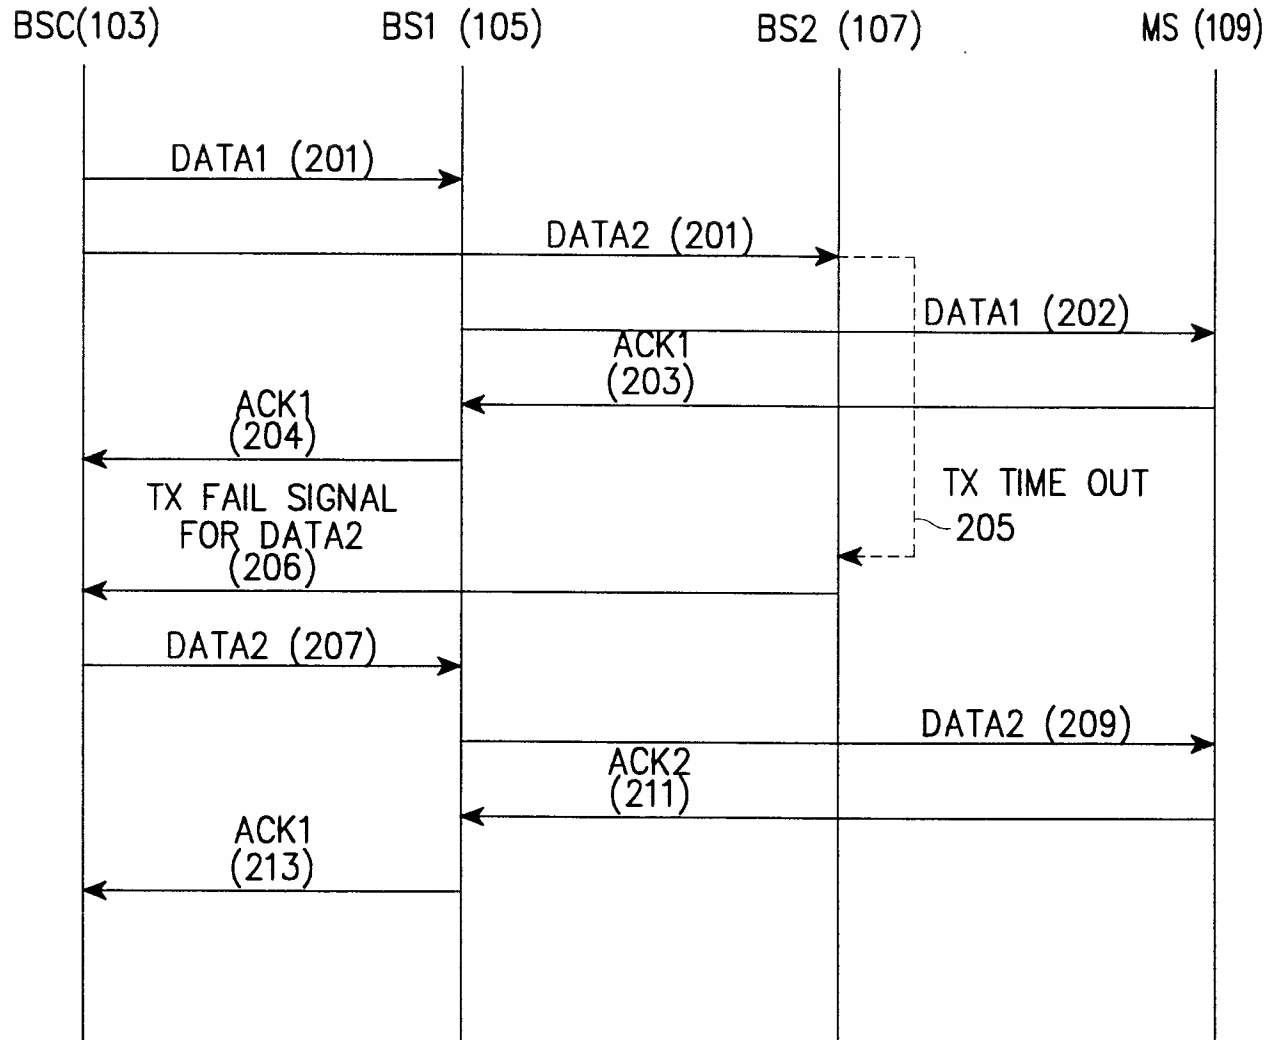 BSC(103)
BS1 (105)
BS2 (107)
MS (109)
DATA1 (201)
DATA2 (201)
DATA1 (202)
ACK1
(203)
ACK1
(204)
TX FAIL SIGNAL
FOR DATA2
(206)
TX TIME OUT
205
DATA2 (207)
DATA2 (209)
ACK2
(211)
ACK1
(213)